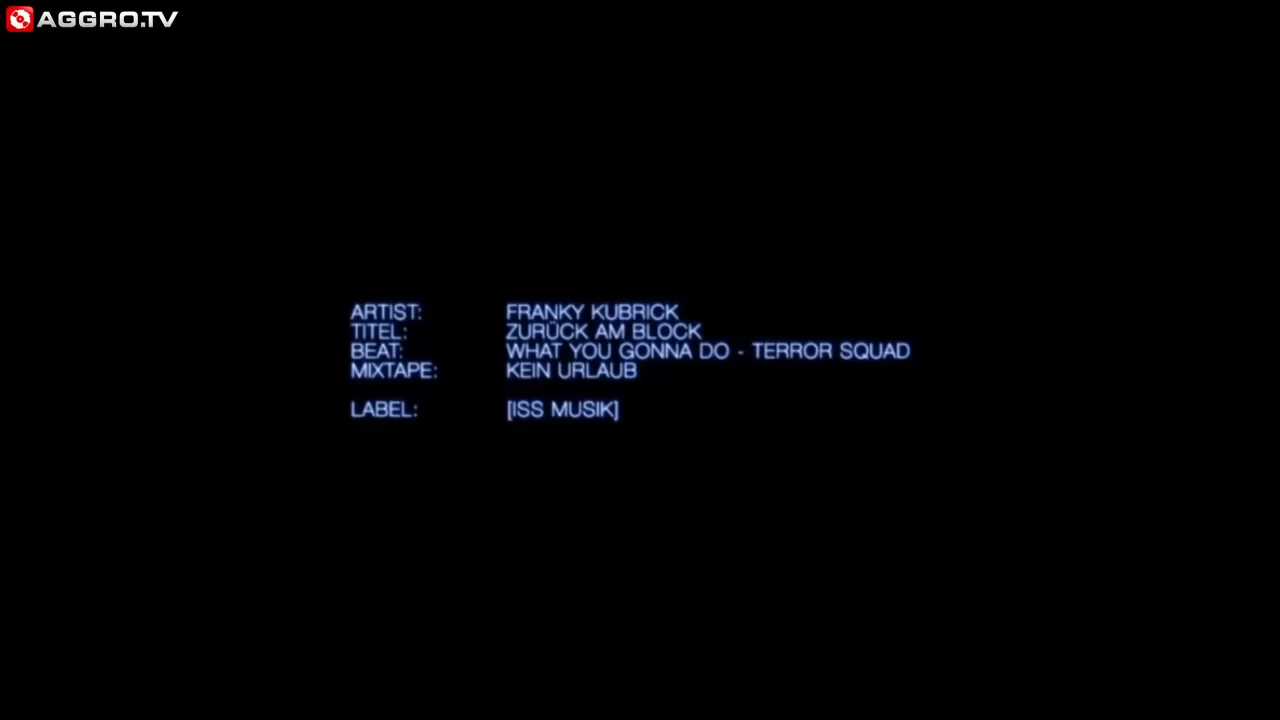 AGGRO.TV
ARTIST: FRANKY KUBRICK
TITEL: ZURÜCK AM BLOCK
BEAT: WHAT YOU GONNA DO - TERROR SQUAD
MIXTAPE: KEIN URLAUB
LABEL: [ISS MUSIK]